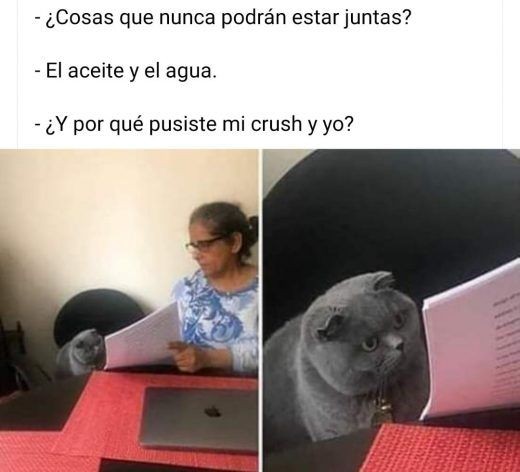 - ¿Cosas que nunca podrán estar juntas?
- El aceite y el agua.
- ¿Y por qué pusiste mi crush y yo?